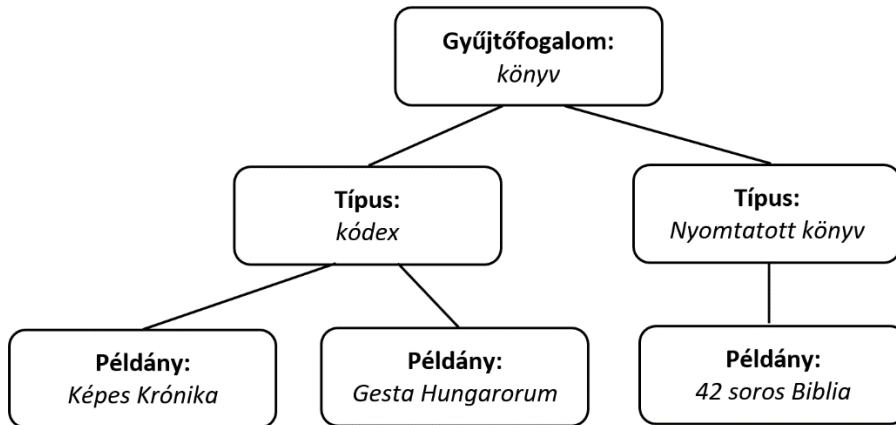 Gyűjtőfogalom:
könyv
Típus:
kódex
Típus:
Nyomtatott könyv
Példány:
Képes Krónika
Példány:
Gesta Hungarorum
Példány:
42 soros Biblia